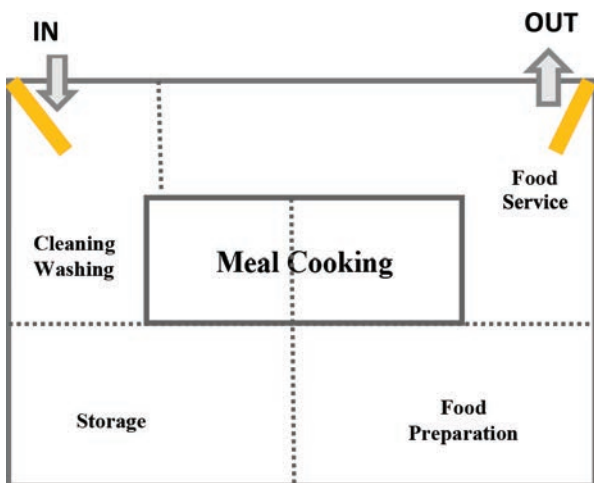 IN
OUT
Food
Service
Cleaning
Washing
Meal Cooking
Storage
Food
Preparation